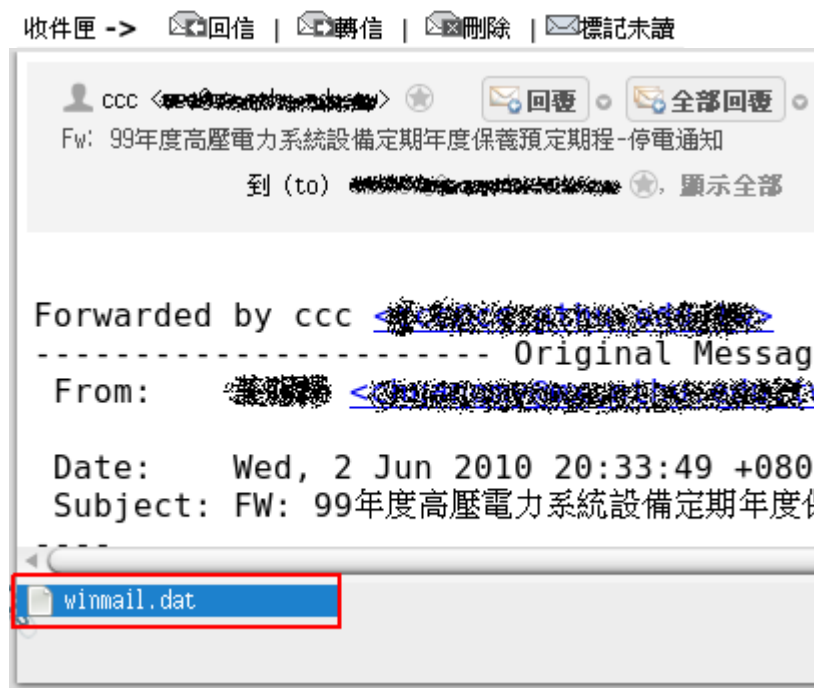 收件匣 -> 回信 | 轉信 | 刪除 | 標記未讀
ccc < > 回覆 全部回覆
Fw: 99年度高壓電力系統設備定期年度保養預定期程-停電通知
到 (to) , 顯示全部
Forwarded by ccc < >
----------------------- Original Messag
From: <
Date: Wed, 2 Jun 2010 20:33:49 +080
Subject: FW: 99年度高壓電力系統設備定期年度保
----
winmail.dat